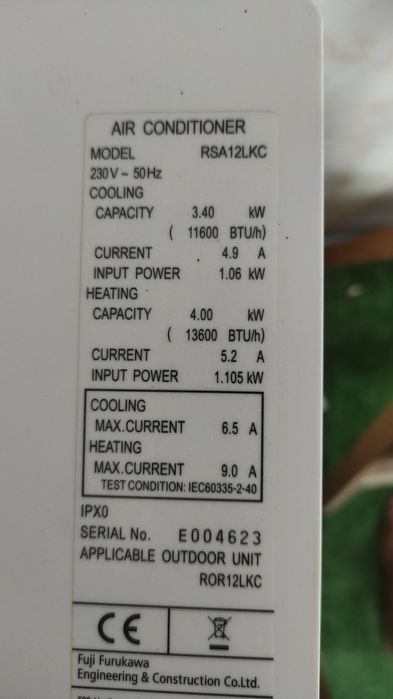 AIR CONDITIONER
MODEL RSA12LKC
230V ~ 50Hz
COOLING
CAPACITY 3.40 kW
( 11600 BTU/h)
CURRENT 4.9 A
INPUT POWER 1.06 kW
HEATING
CAPACITY 4.00 kW
( 13600 BTU/h)
CURRENT 5.2 A
INPUT POWER 1.105 kW
COOLING
MAX.CURRENT 6.5 A
HEATING
MAX.CURRENT 9.0 A
TEST CONDITION: IEC60335-2-40
IPX0
SERIAL No. E004623
APPLICABLE OUTDOOR UNIT
ROR12LKC
CE
Fuji Furukawa
Engineering & Construction Co.Ltd.